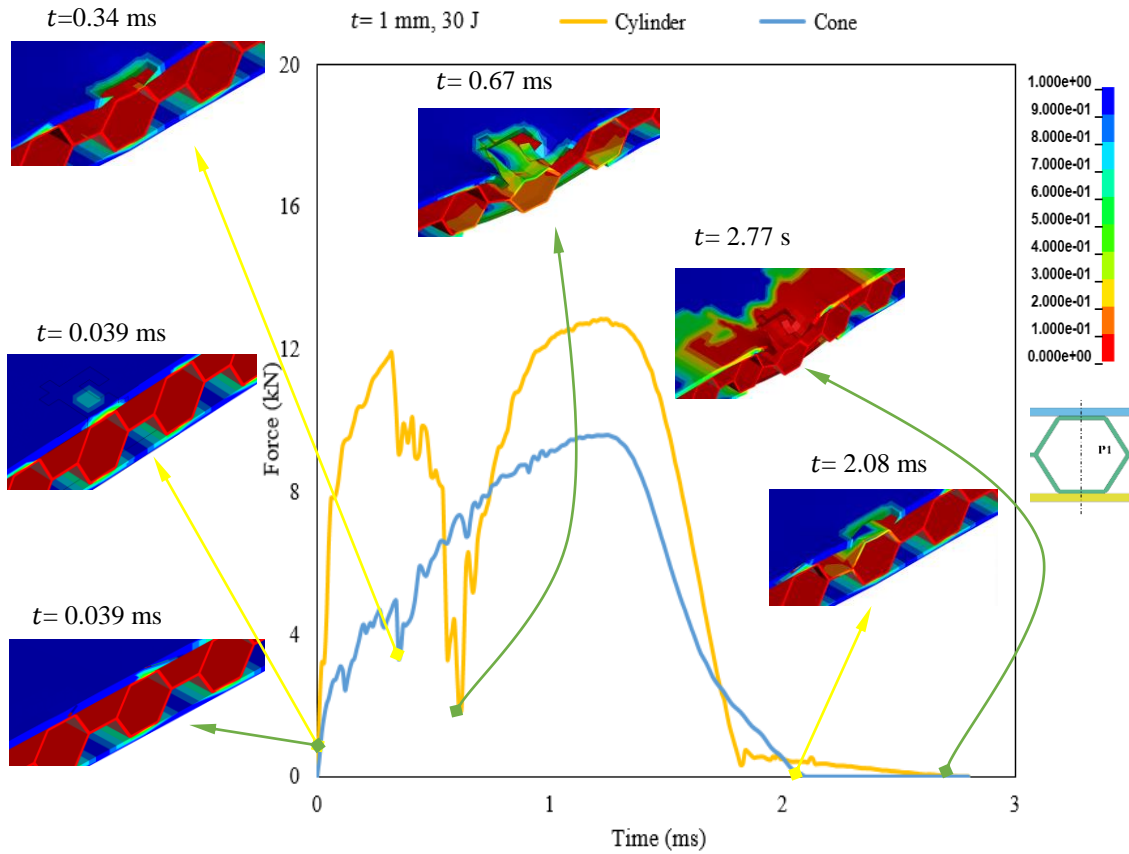 t=0.34 ms
t= 1 mm, 30 J
Cylinder
Cone
t= 0.67 ms
t= 2.77 s
t= 0.039 ms
t= 2.08 ms
t= 0.039 ms
20
16
12
8
4
0
Force (kN)
0
1
2
3
Time (ms)
1.000e+00
9.000e-01
8.000e-01
7.000e-01
6.000e-01
5.000e-01
4.000e-01
3.000e-01
2.000e-01
1.000e-01
0.000e+00
P1